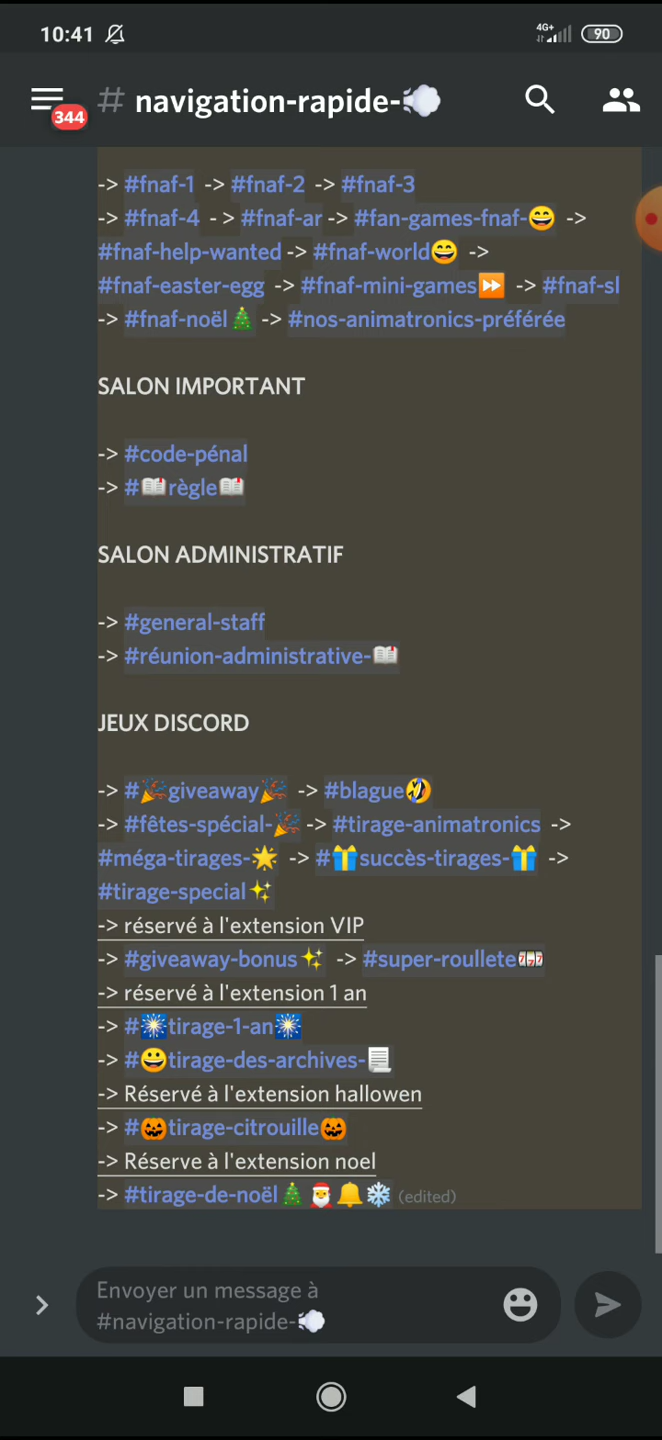 10:41 4G+ 90
344 # navigation-rapide-💨
-> #fnaf-1 -> #fnaf-2 -> #fnaf-3
-> #fnaf-4 - > #fnaf-ar-> #fan-games-fnaf-😄 ->
#fnaf-help-wanted -> #fnaf-world😄 ->
#fnaf-easter-egg -> #fnaf-mini-games⏩ -> #fnaf-sl
-> #fnaf-noël🎄 -> #nos-animatronics-préférée
SALON IMPORTANT
-> #code-pénal
-> #📖règle📖
SALON ADMINISTRATIF
-> #general-staff
-> #réunion-administrative-📖
JEUX DISCORD
-> #🎉giveaway🎉 -> #blague🤣
-> #fêtes-spécial-🎉 -> #tirage-animatronics ->
#méga-tirages-🌟 -> #🎁succès-tirages-🎁 ->
#tirage-special✨
-> réservé à l'extension VIP
-> #giveaway-bonus✨ -> #super-roullete🎰
-> réservé à l'extension 1 an
-> #🎆tirage-1-an🎆
-> #😀tirage-des-archives-📃
-> Réservé à l'extension hallowen
-> #🎃tirage-citrouille🎃
-> Réserve à l'extension noel
-> #tirage-de-noël🎄🎅🔔❄️ (edited)
Envoyer un message à
#navigation-rapide-💨